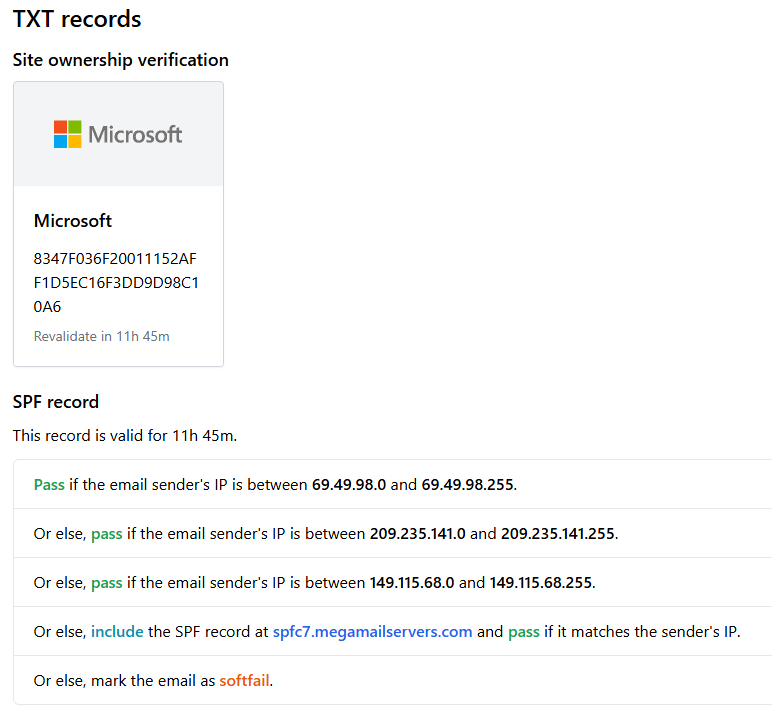 TXT records
Site ownership verification
Microsoft
Microsoft
8347F036F20011152AF
F1D5EC16F3DD9D98C1
0A6
Revalidate in 11h 45m
SPF record
This record is valid for 11h 45m.
Pass if the email sender's IP is between 69.49.98.0 and 69.49.98.255.
Or else, pass if the email sender's IP is between 209.235.141.0 and 209.235.141.255.
Or else, pass if the email sender's IP is between 149.115.68.0 and 149.115.68.255.
Or else, include the SPF record at spfc7.megamailservers.com and pass if it matches the sender's IP.
Or else, mark the email as softfail.